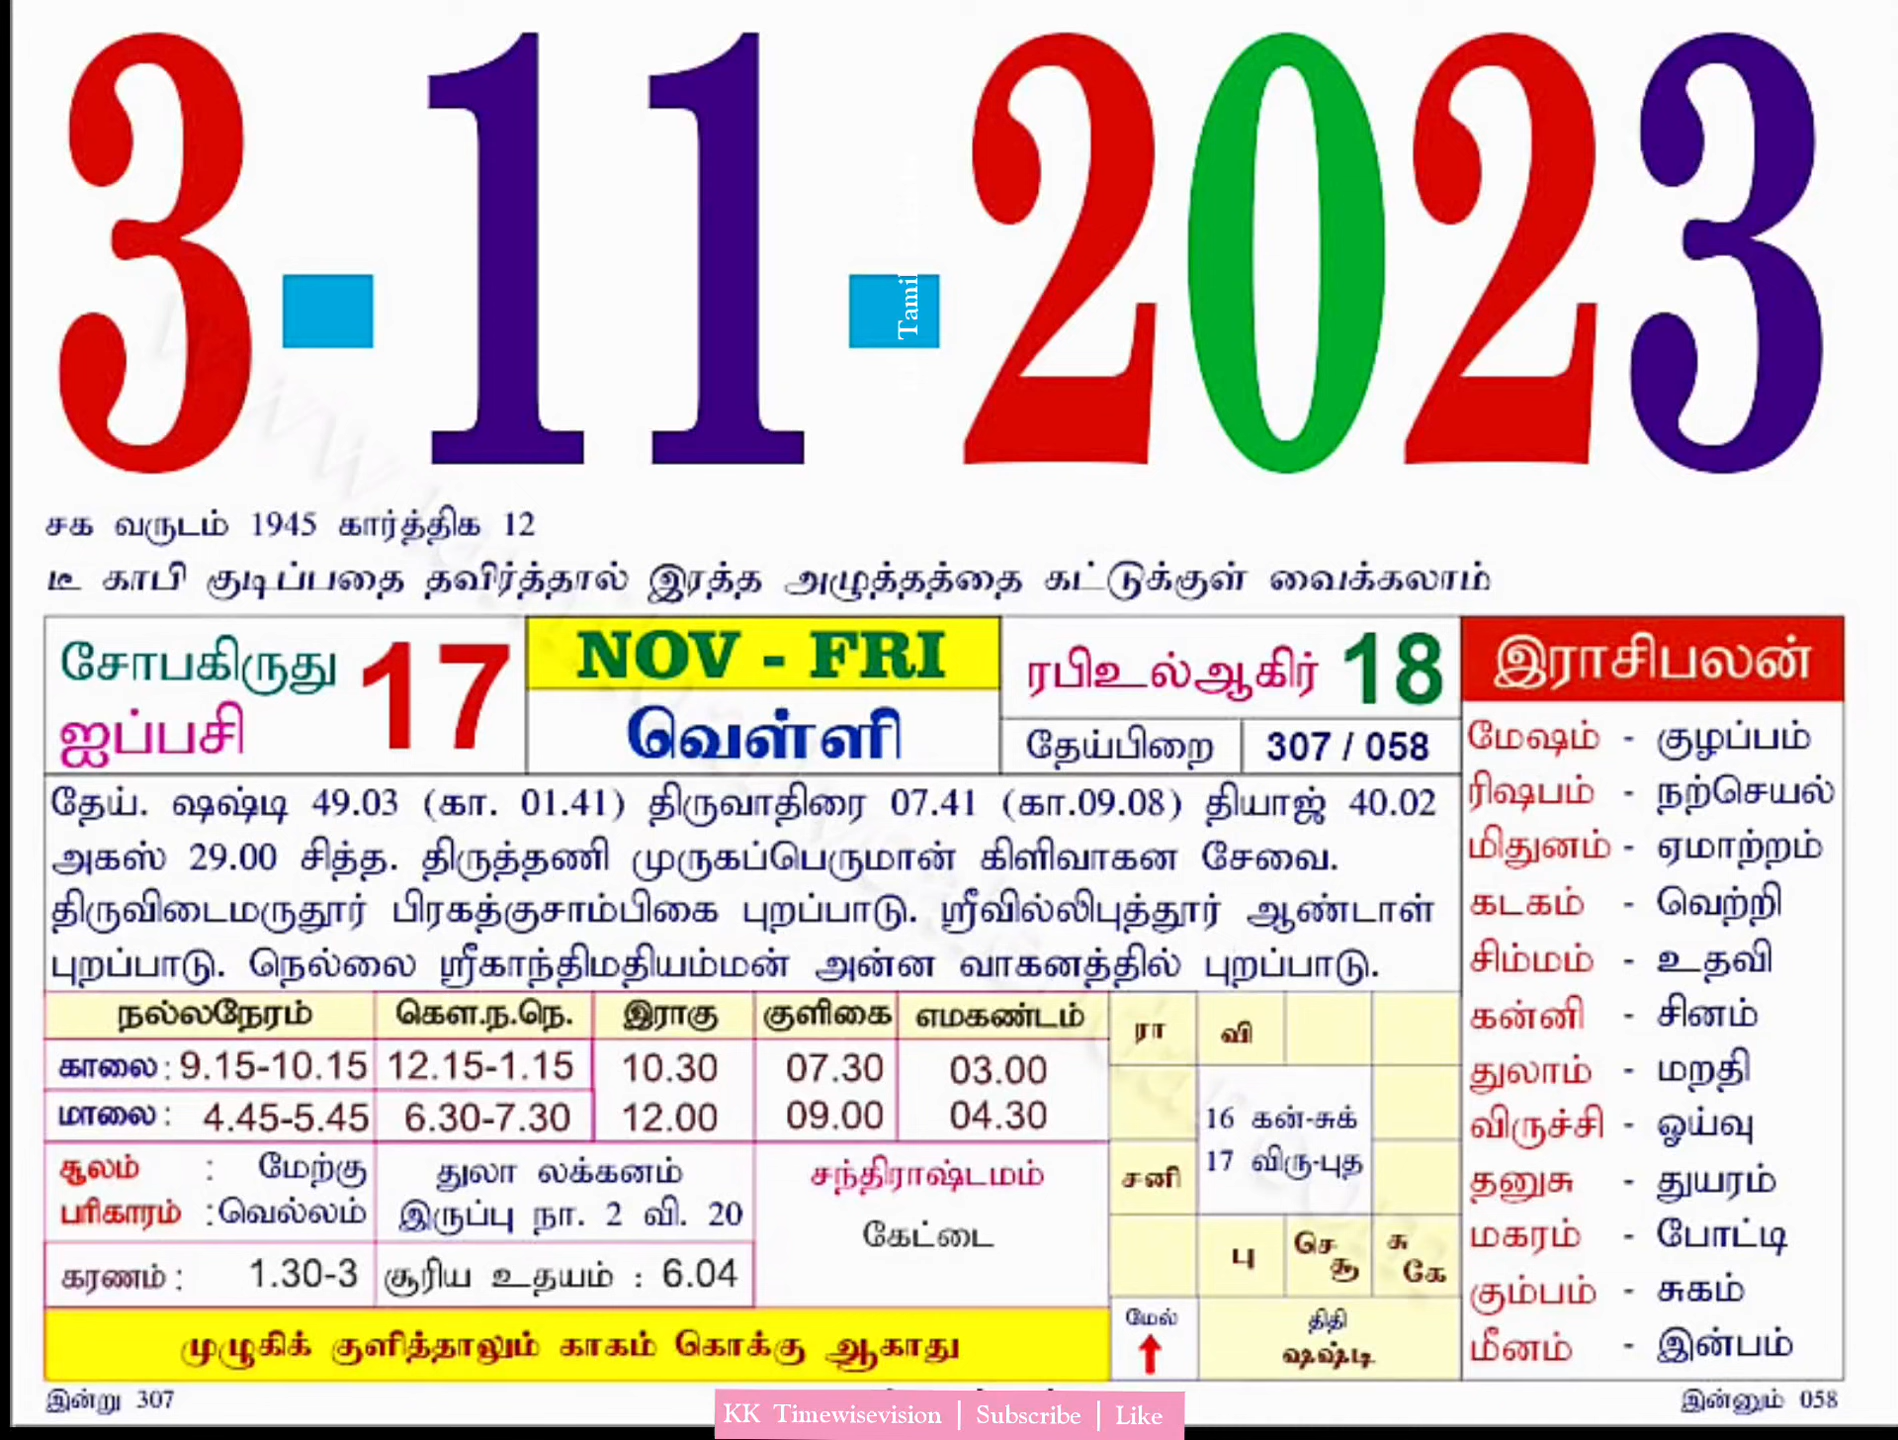 3-11-2023
Tamil
சக வருடம் 1945 கார்த்திக 12
டீ காபி குடிப்பதை தவிர்த்தால் இரத்த அழுத்தத்தை கட்டுக்குள் வைக்கலாம்
சோபகிருது
ஐப்பசி
17
NOV - FRI
வெள்ளி
ரபிஉல்ஆகிர் 18
தேய்பிறை 307 / 058
தேய். ஷஷ்டி 49.03 (கா. 01.41) திருவாதிரை 07.41 (கா.09.08) தியாஜ் 40.02
அகஸ் 29.00 சித்த. திருத்தணி முருகப்பெருமான் கிளிவாகன சேவை.
திருவிடைமருதூர் பிரகத்குசாம்பிகை புறப்பாடு. ஸ்ரீவில்லிபுத்தூர் ஆண்டாள்
புறப்பாடு. நெல்லை ஸ்ரீகாந்திமதியம்மன் அன்ன வாகனத்தில் புறப்பாடு.
நல்லநேரம் கௌ.ந.நெ. இராகு குளிகை எமகண்டம்
காலை : 9.15-10.15 12.15-1.15 10.30 07.30 03.00
மாலை : 4.45-5.45 6.30-7.30 12.00 09.00 04.30
சூலம் : மேற்கு
பரிகாரம் : வெல்லம்
துலா லக்கனம்
இருப்பு நா. 2 வி. 20
சந்திராஷ்டமம்
கேட்டை
கரணம் : 1.30-3 சூரிய உதயம் : 6.04
முழுகிக் குளித்தாலும் காகம் கொக்கு ஆகாது
ரா வி
16 கன்-சுக்
17 விரு-புத
சனி
பு செ சூ சு கே
மேல்
திதி
ஷஷ்டி
இராசிபலன்
மேஷம் - குழப்பம்
ரிஷபம் - நற்செயல்
மிதுனம் - ஏமாற்றம்
கடகம் - வெற்றி
சிம்மம் - உதவி
கன்னி - சினம்
துலாம் - மறதி
விருச்சி - ஓய்வு
தனுசு - துயரம்
மகரம் - போட்டி
கும்பம் - சுகம்
மீனம் - இன்பம்
இன்று 307
இன்னும் 058
KK Timewisevision | Subscribe | Like